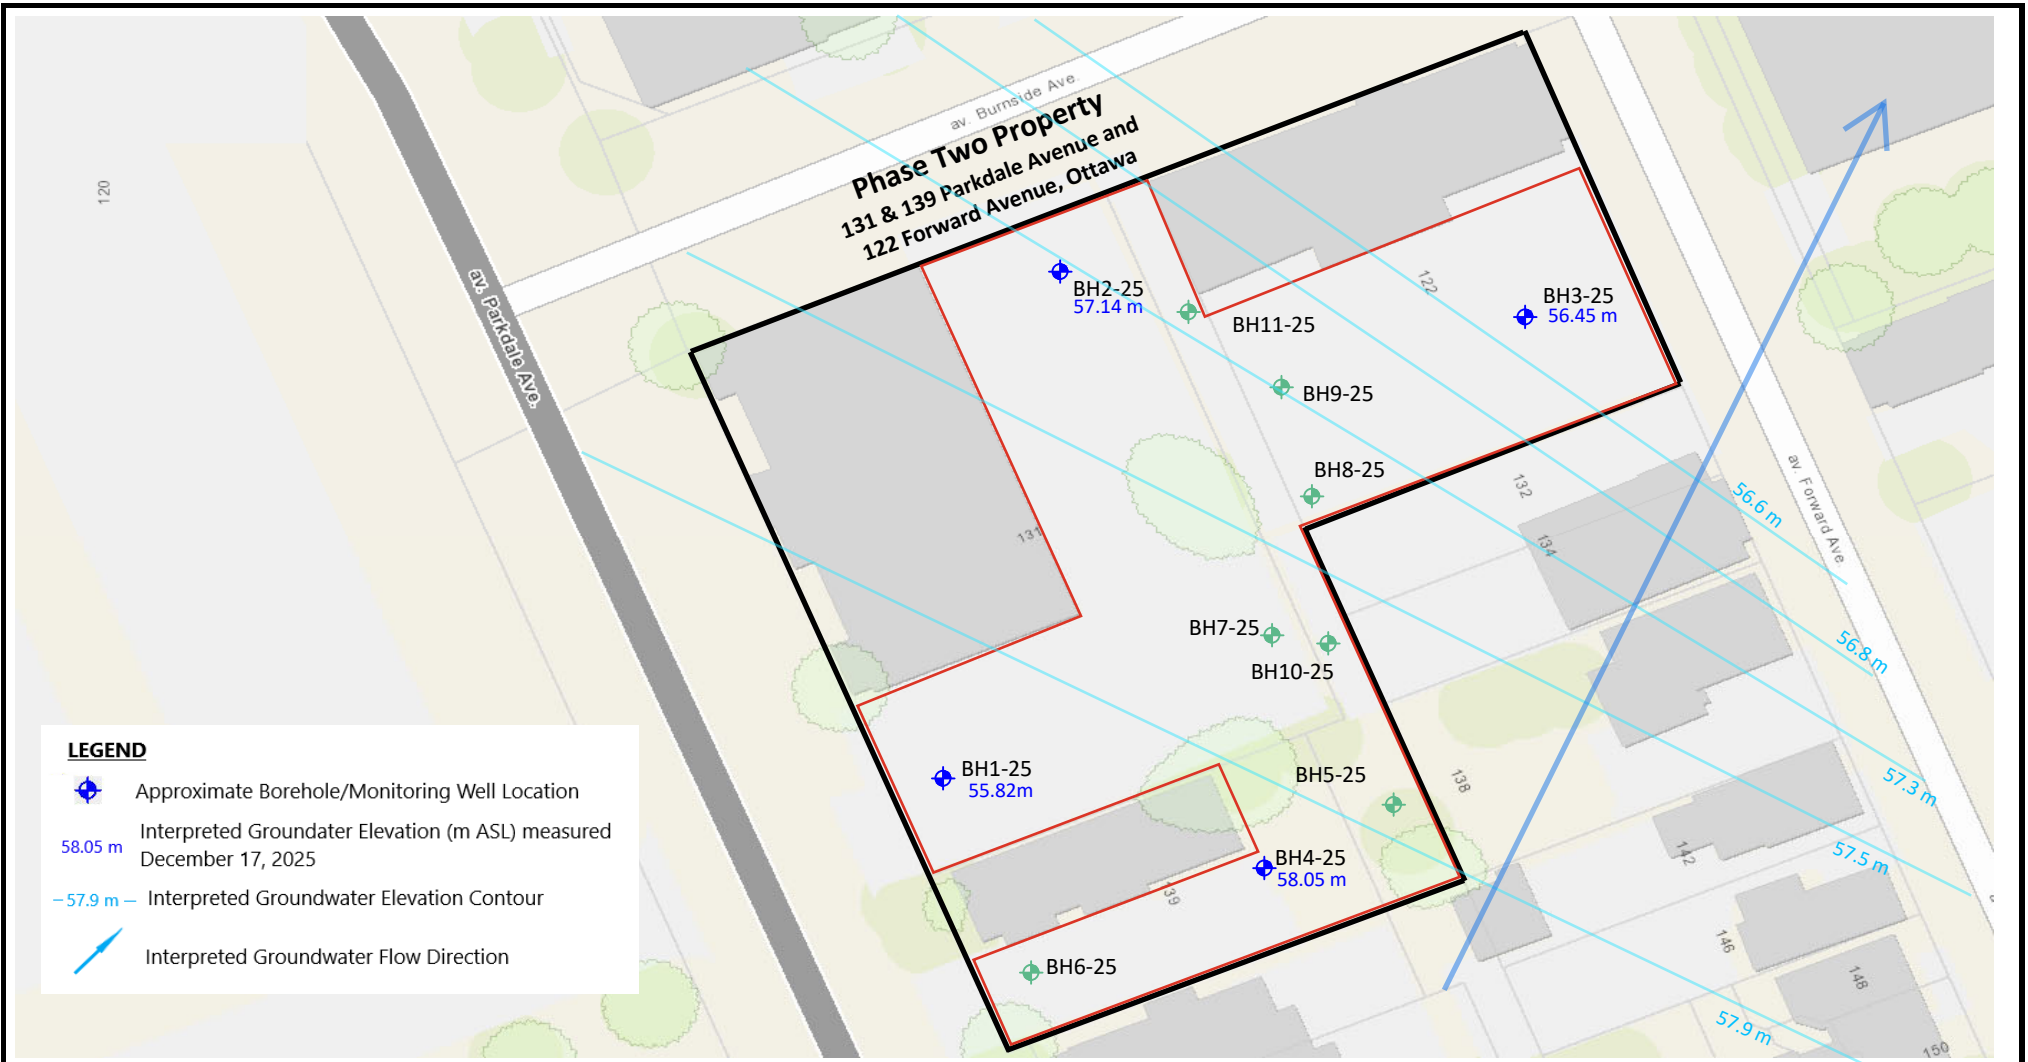 120
av. Burnside Ave.
Phase Two Property
131 & 139 Parkdale Avenue and
122 Forward Avenue, Ottawa
av. Parkdale Ave.
BH2-25
57.14 m
BH11-25
122
BH3-25
56.45 m
BH9-25
BH8-25
132
av. Forward Ave.
56.6 m
131
134
BH7-25
BH10-25
56.8 m
BH1-25
55.82m
BH5-25
138
57.3 m
BH4-25
58.05 m
139
142
57.5 m
BH6-25
146
148
57.9 m
150
LEGEND
Approximate Borehole/Monitoring Well Location
58.05 m
Interpreted Groundater Elevation (m ASL) measured
December 17, 2025
– 57.9 m —
Interpreted Groundwater Elevation Contour
Interpreted Groundwater Flow Direction